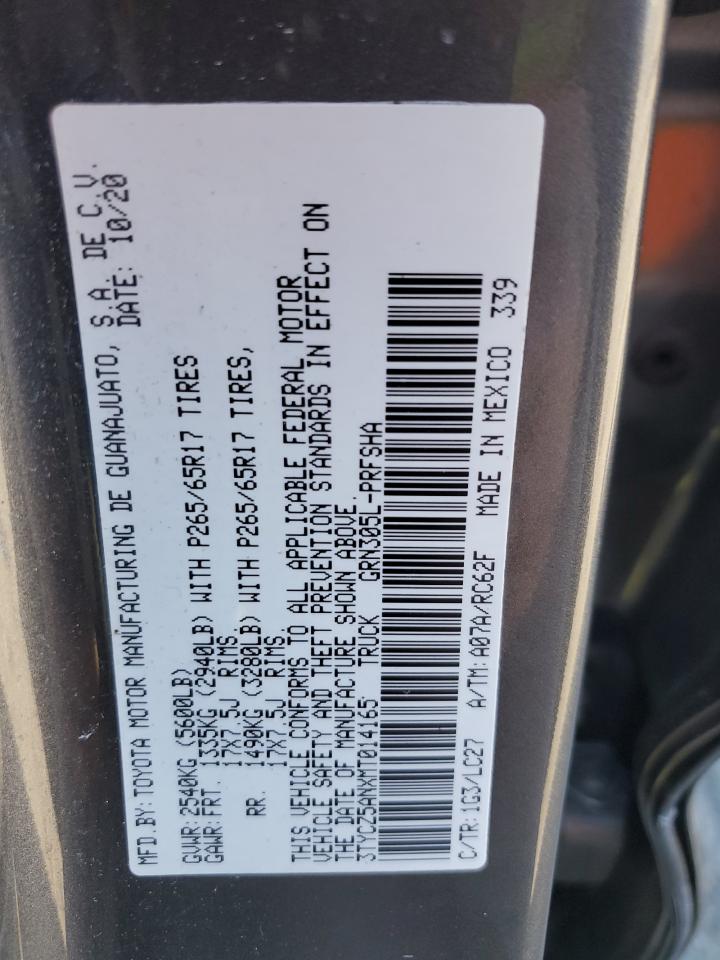 MFD.BY: TOYOTA MOTOR MANUFACTURING DE GUANAJUATO, S.A. DE C.V.
DATE: 10/20
GVWR: 2540KG (5600LB)
GAWR: FRT. 1335KG (2940LB) WITH P265/65R17 TIRES
17X7.5J RIMS.
RR. 1490KG (3280LB) WITH P265/65R17 TIRES,
17X7.5J RIMS.
THIS VEHICLE CONFORMS TO ALL APPLICABLE FEDERAL MOTOR
VEHICLE SAFETY AND THEFT PREVENTION STANDARDS IN EFFECT ON
THE DATE OF MANUFACTURE SHOWN ABOVE.
3TYCZ5ANXMT014165 TRUCK GRN305L-PRFSHA
C/TR: 1G3/LC27 A/TM: A07A/RC62F MADE IN MEXICO 339